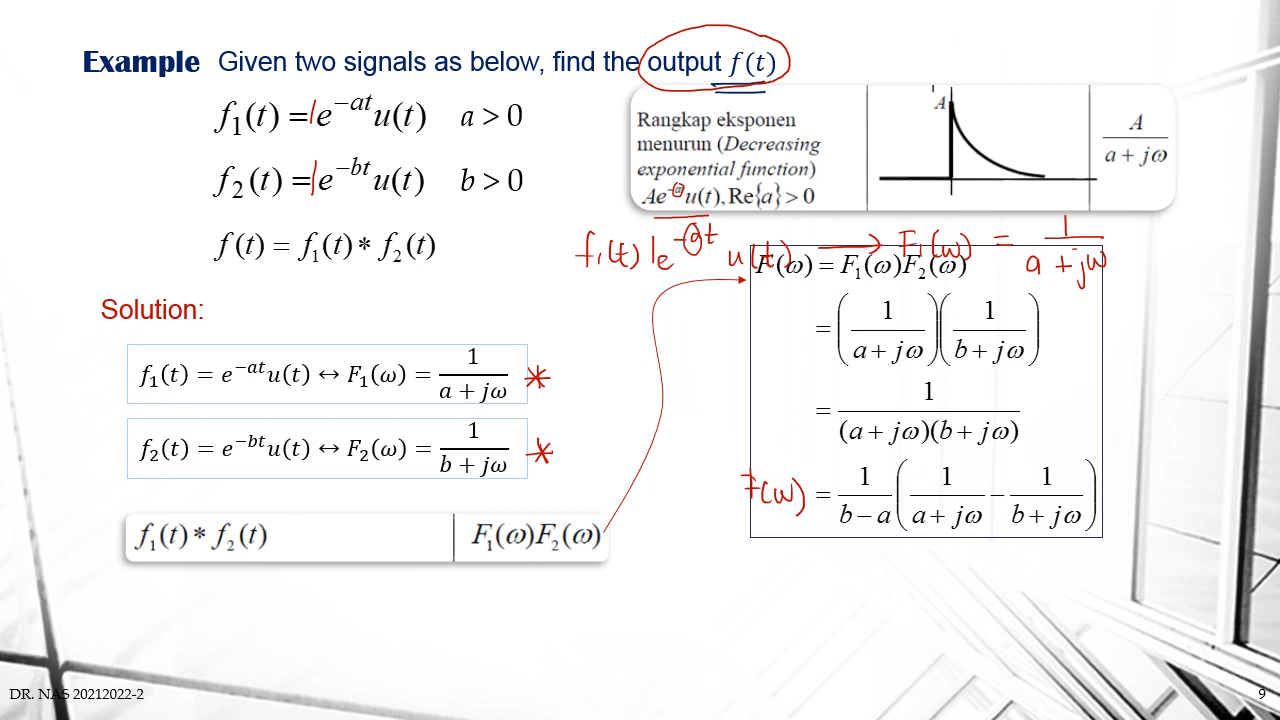 Example Given two signals as below, find the output f(t)
f₁(t) = 1e^{−at}u(t) a > 0
f₂(t) = 1e^{−bt}u(t) b > 0
f(t) = f₁(t) * f₂(t)
Rangkap eksponen
menurun (Decreasing
exponential function)
Ae^{−a}u(t), Re{a} > 0
A
A/(a + jω)
f₁(t) 1e^{−at} u(t) → F₁(ω) = 1/(a + jω)
Solution:
f₁(t) = e^{−at}u(t) ↔ F₁(ω) = 1/(a + jω) *
f₂(t) = e^{−bt}u(t) ↔ F₂(ω) = 1/(b + jω) *
f₁(t) * f₂(t) F₁(ω)F₂(ω)
F(ω) = F₁(ω)F₂(ω)
= (1/(a + jω))(1/(b + jω))
= 1/((a + jω)(b + jω))
F(ω) = 1/(b − a) (1/(a + jω) − 1/(b + jω))
DR. NAS 20212022-2
9